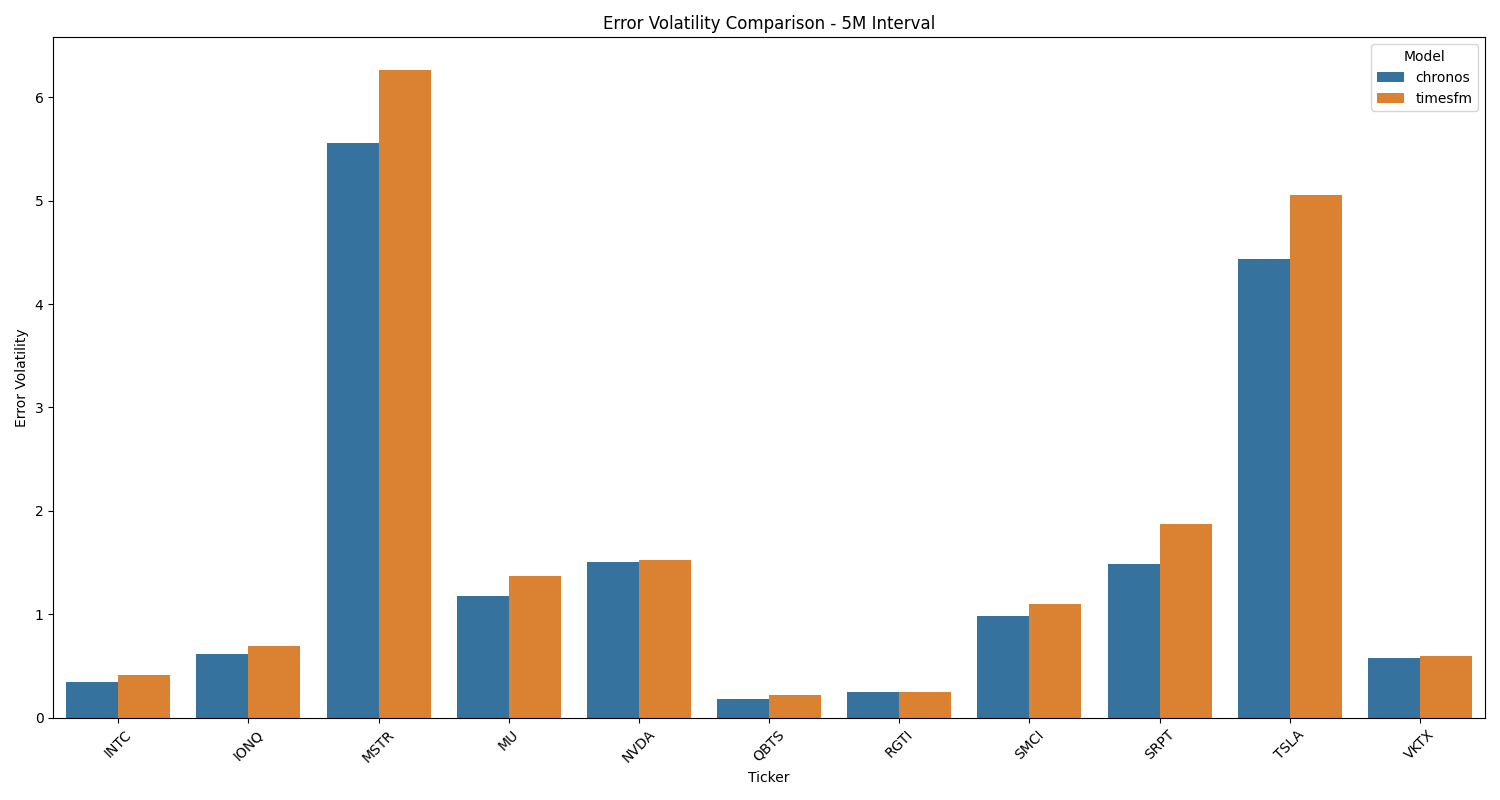 Error Volatility Comparison - 5M Interval
Model
chronos
timesfm
Error Volatility
6
5
4
3
2
1
0
INTC
IONQ
MSTR
MU
NVDA
QBTS
RGTI
SMCI
SRPT
TSLA
VKTX
Ticker